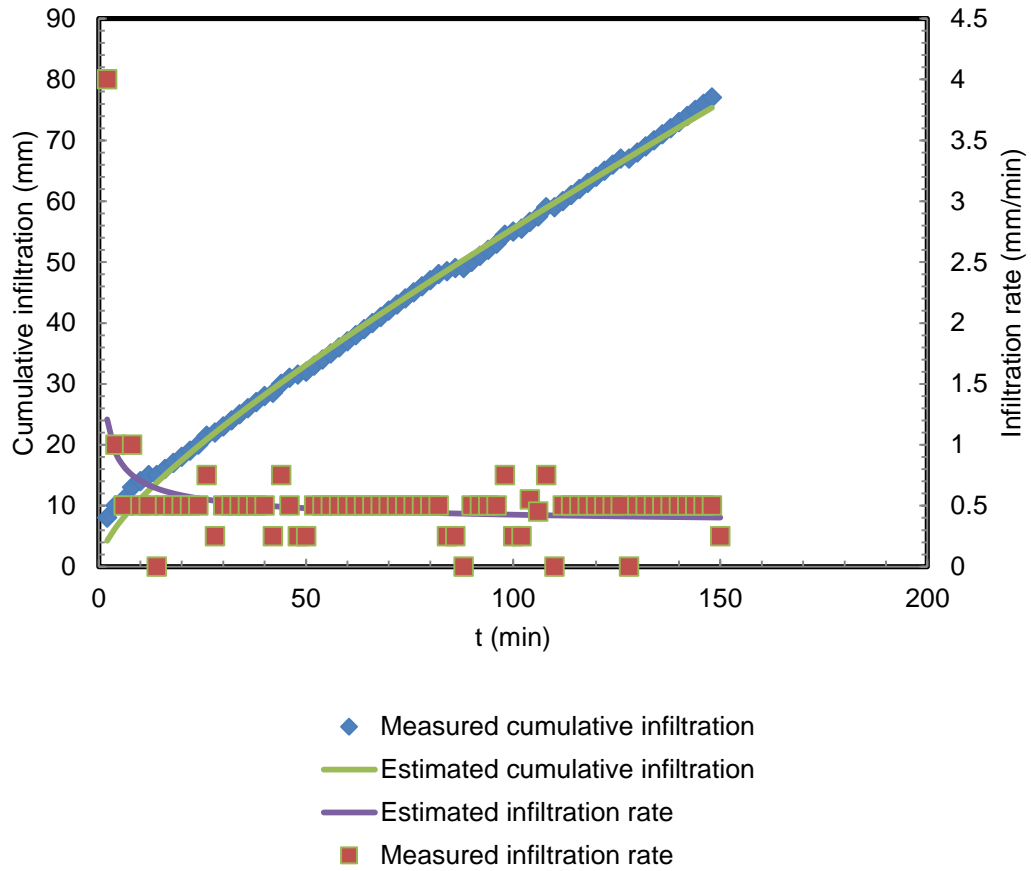 90
80
70
60
50
40
30
20
10
0
Cumulative infiltration (mm)
4.5
4
3.5
3
2.5
2
1.5
1
0.5
0
Infiltration rate (mm/min)
0 50 100 150 200
t (min)
Measured cumulative infiltration
Estimated cumulative infiltration
Estimated infiltration rate
Measured infiltration rate